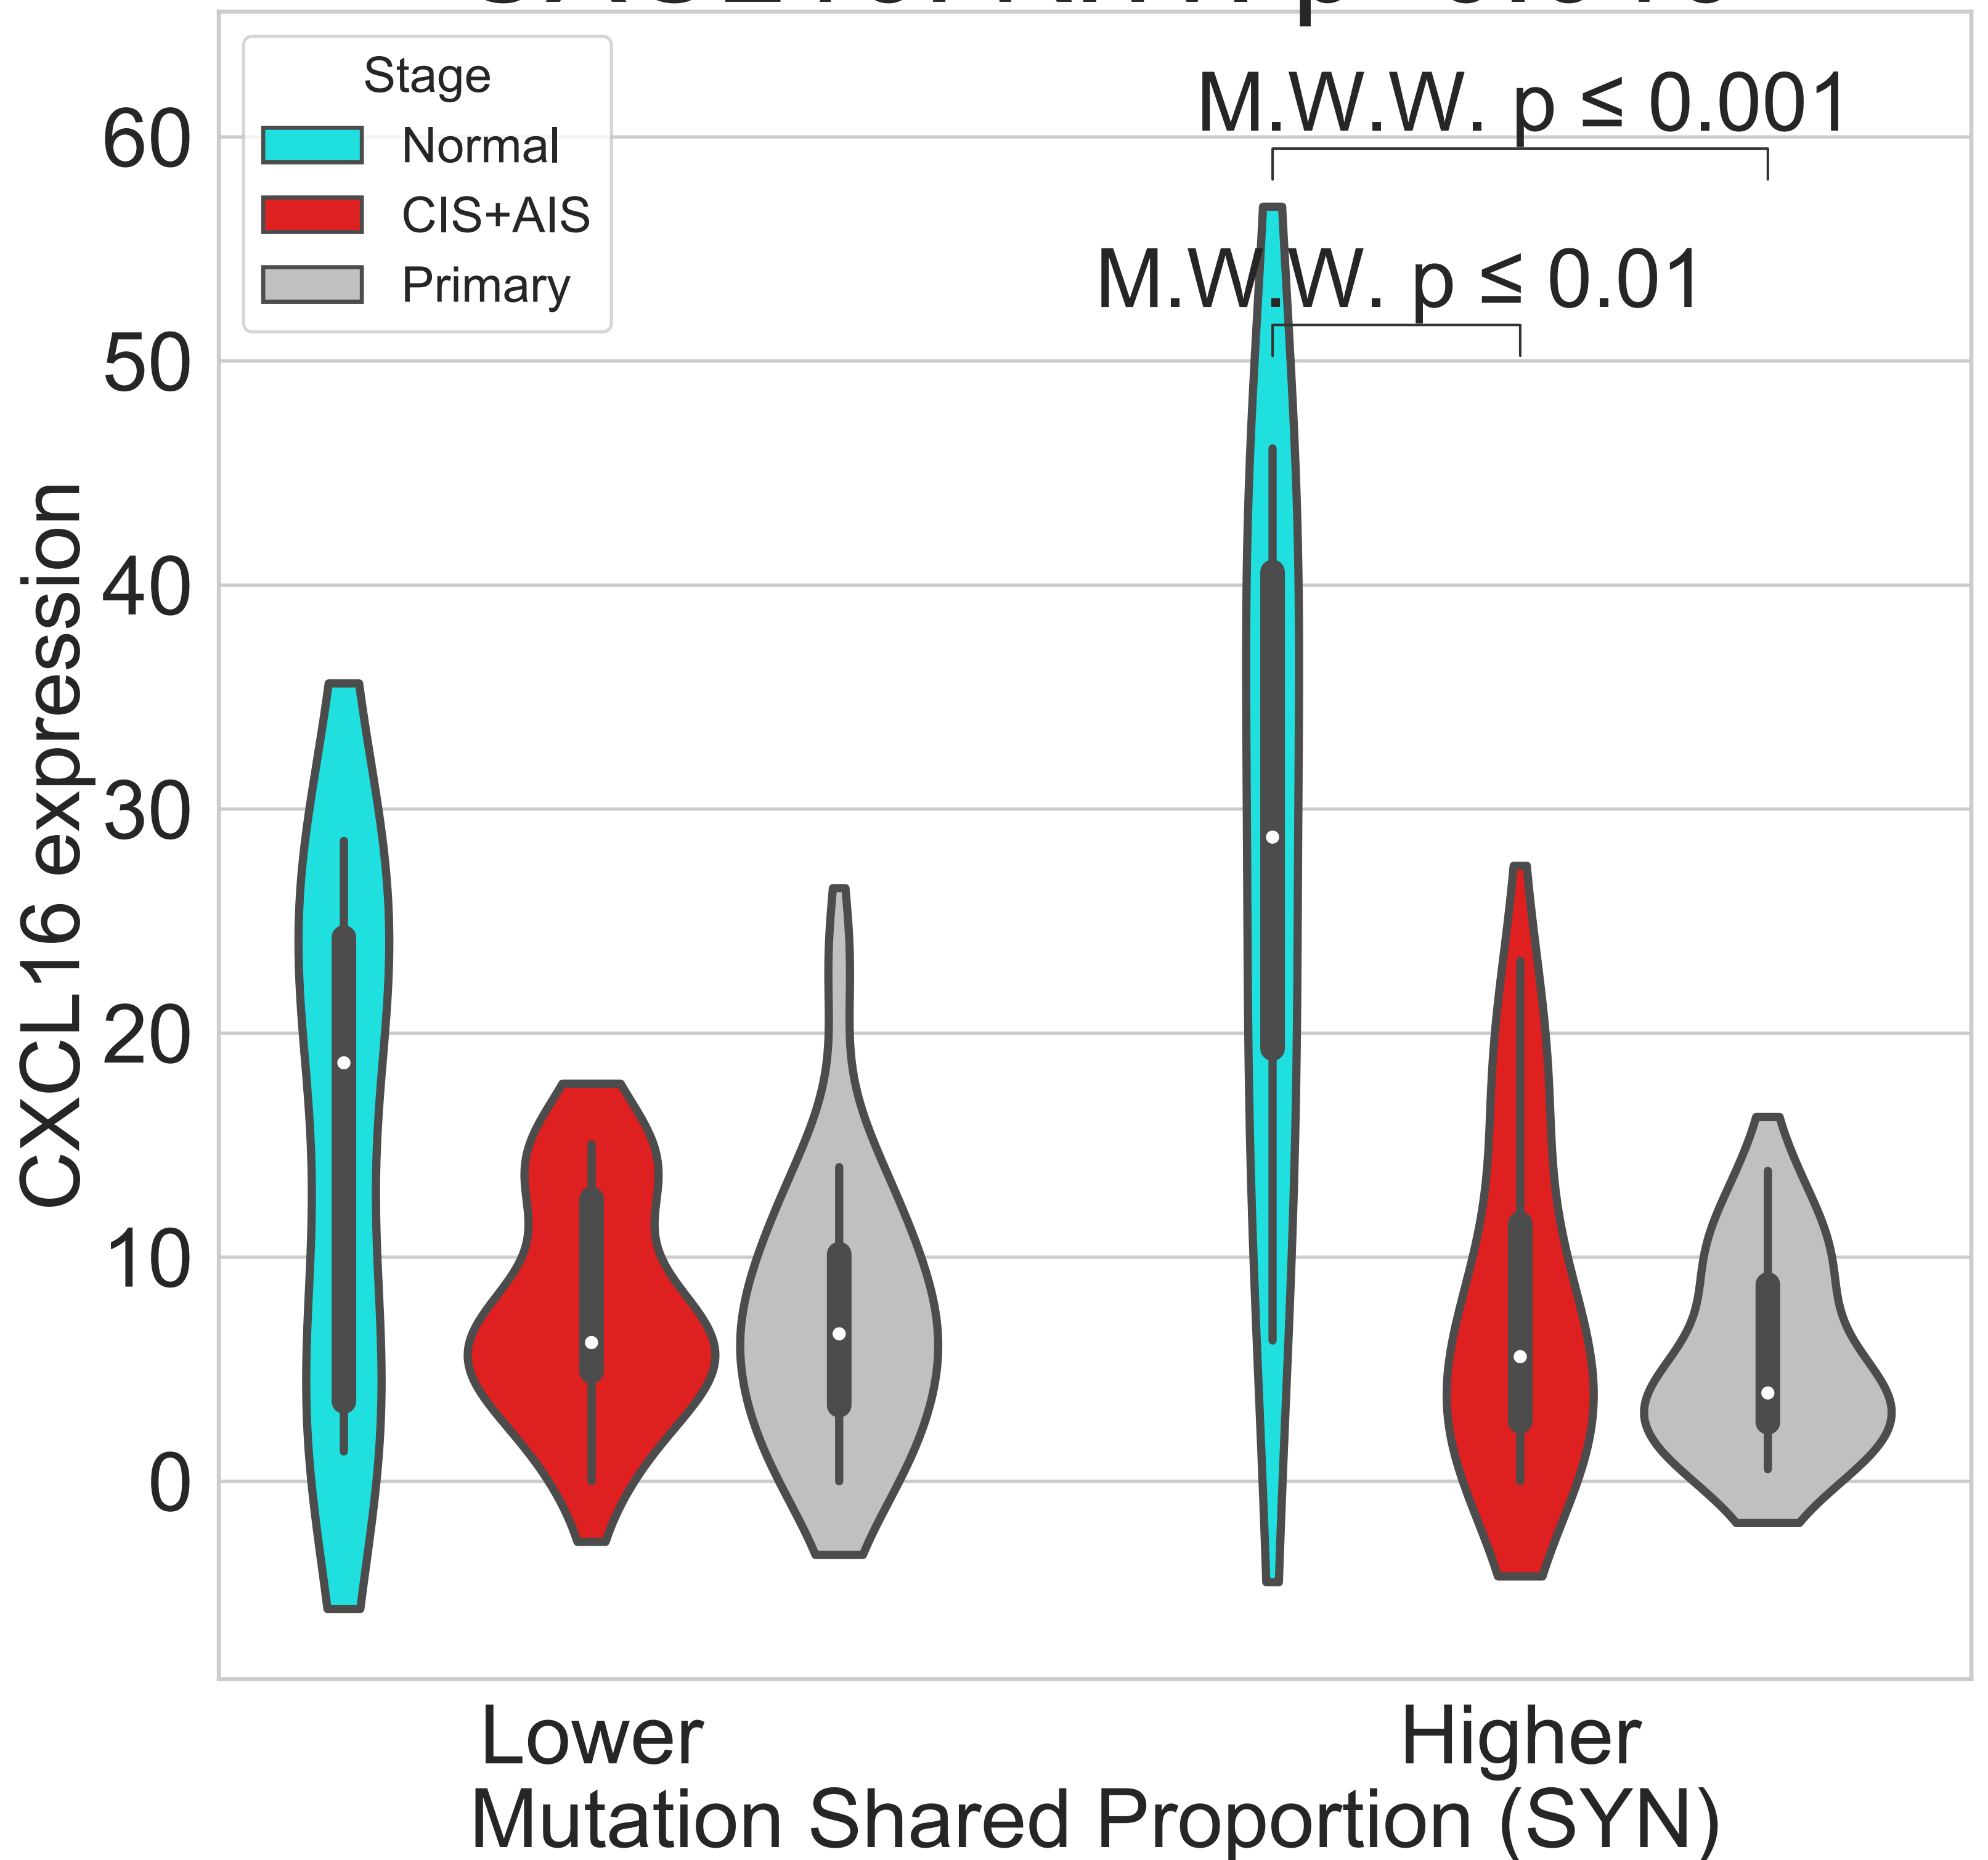 Stage
Normal
CIS+AIS
Primary
M.W.W. p ≤ 0.001
M.W.W. p ≤ 0.01
60
50
40
30
20
10
0
CXCL16 expression
Lower
Higher
Mutation Shared Proportion (SYN)